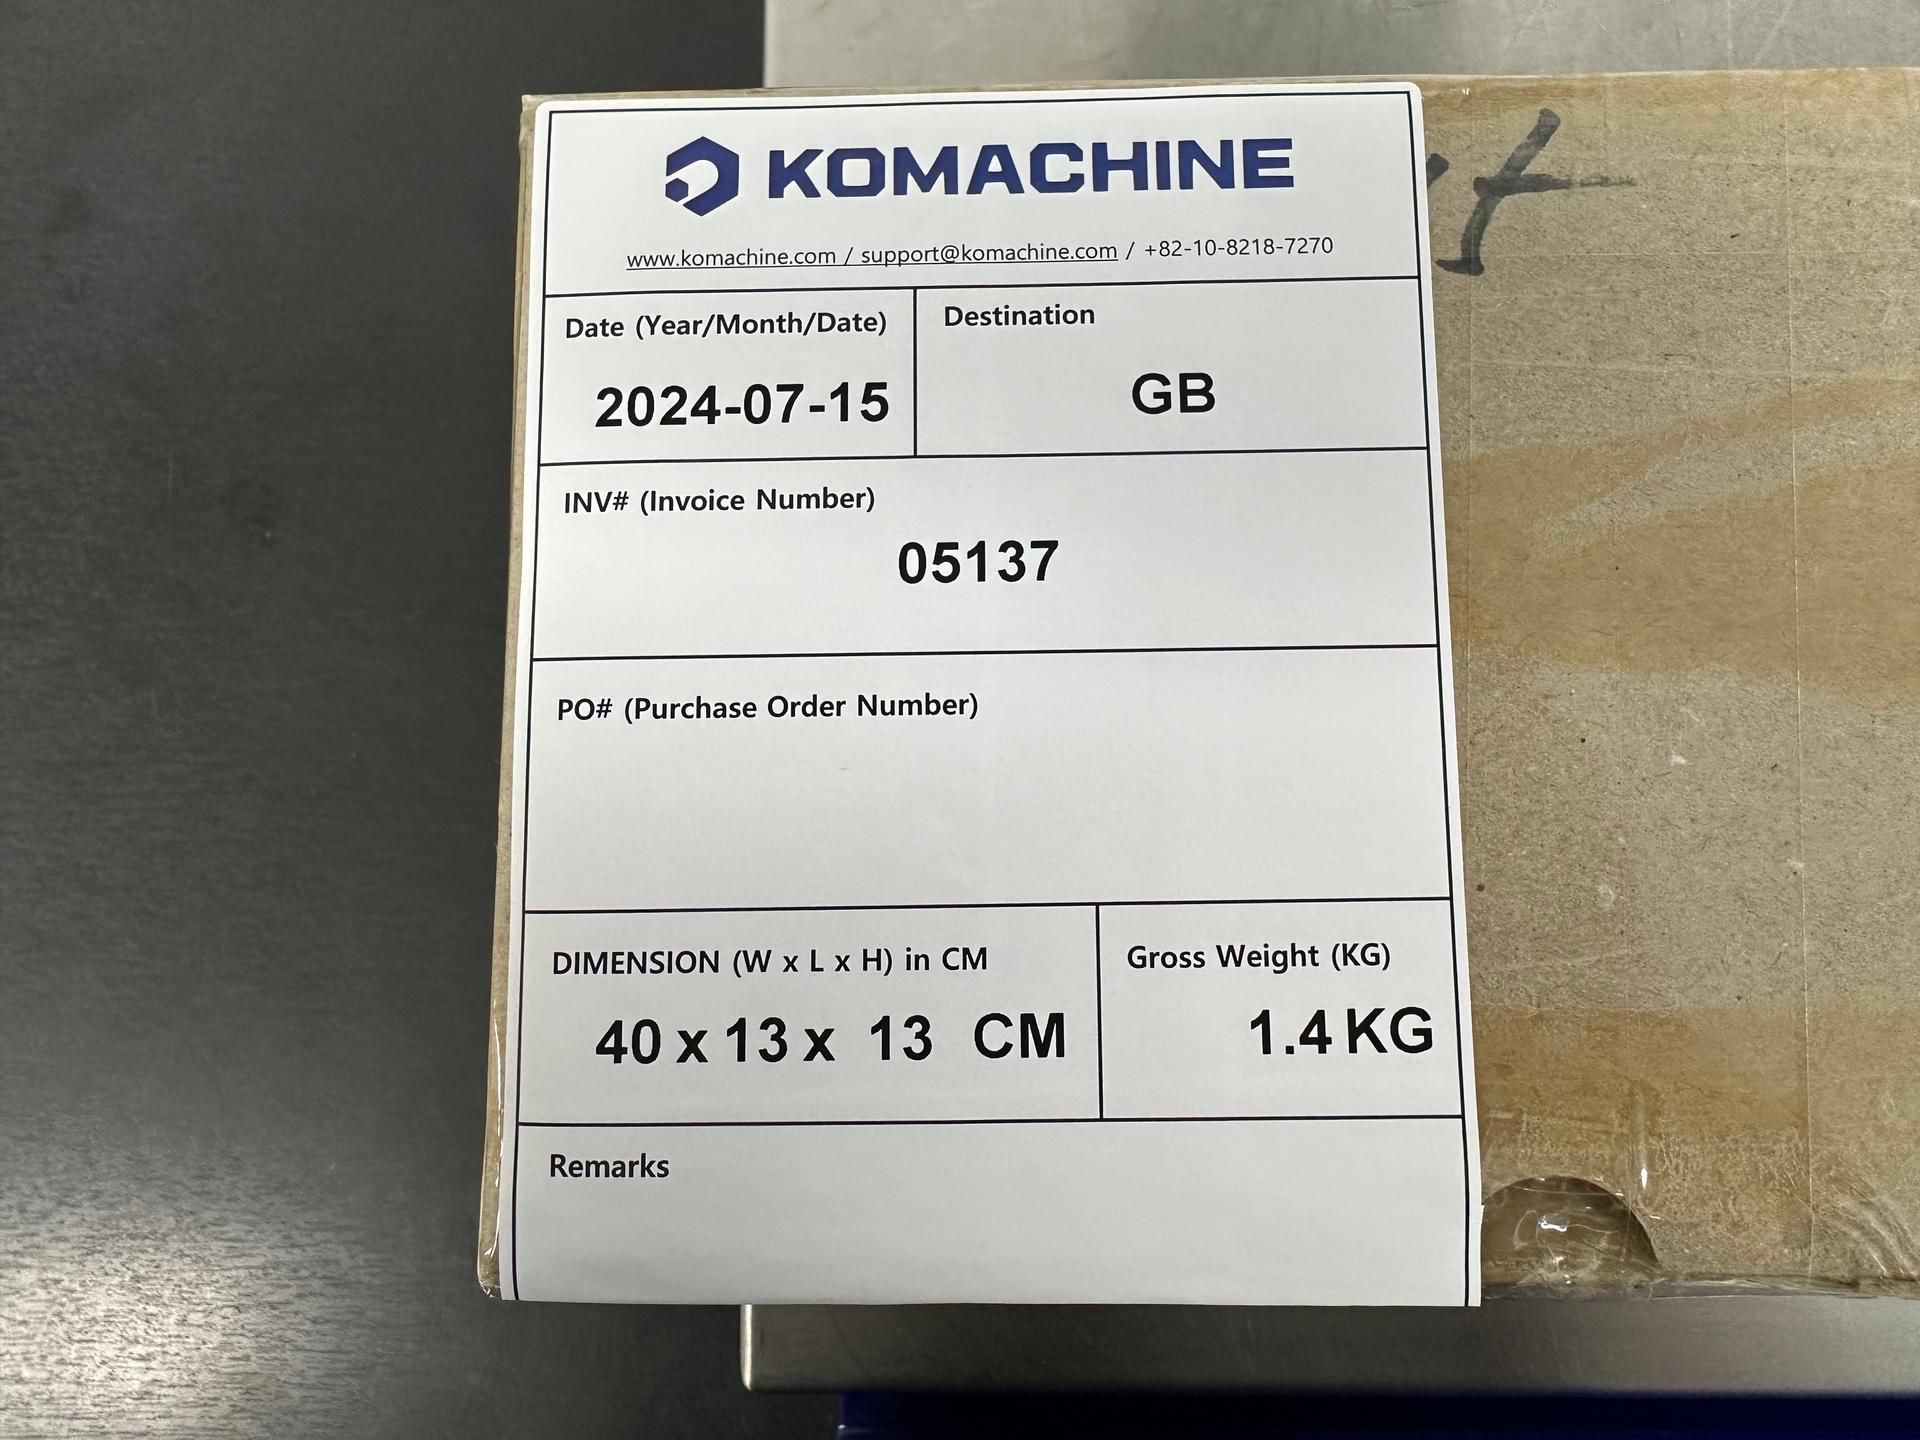 KOMACHINE
www.komachine.com / support@komachine.com / +82-10-8218-7270
Date (Year/Month/Date)
2024-07-15
Destination
GB
INV# (Invoice Number)
05137
PO# (Purchase Order Number)
DIMENSION (W x L x H) in CM
40 x 13 x 13 CM
Gross Weight (KG)
1.4 KG
Remarks